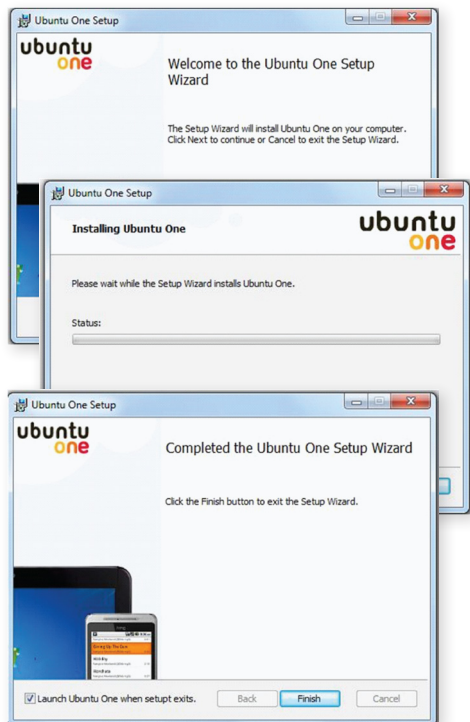 Ubuntu One Setup
ubuntu
one
Welcome to the Ubuntu One Setup
Wizard
The Setup Wizard will install Ubuntu One on your computer.
Click Next to continue or Cancel to exit the Setup Wizard.
Ubuntu One Setup
Installing Ubuntu One
ubuntu
one
Please wait while the Setup Wizard installs Ubuntu One.
Status:
Ubuntu One Setup
ubuntu
one
Completed the Ubuntu One Setup Wizard
Click the Finish button to exit the Setup Wizard.
Launch Ubuntu One when setupt exits.
Back
Finish
Cancel